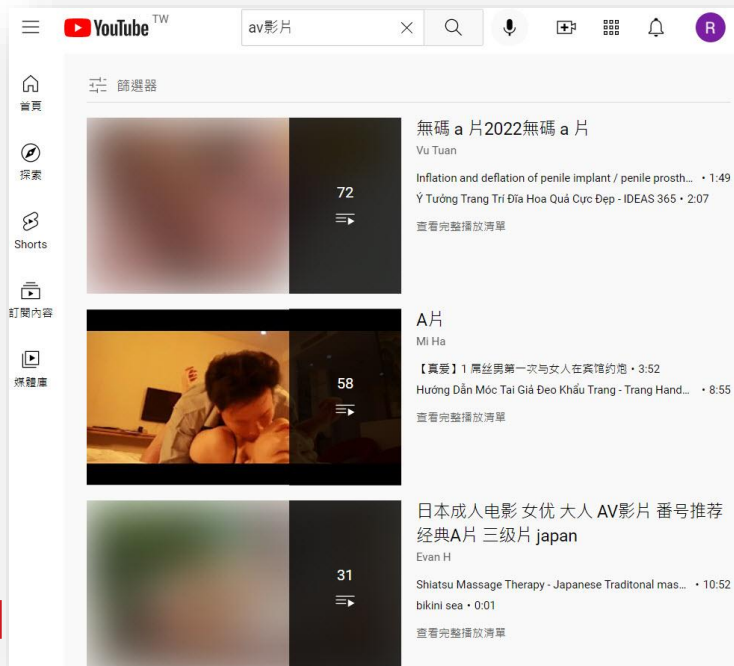 YouTube TW
av影片
R
首頁
探索
Shorts
訂閱內容
媒體庫
篩選器
72
無碼 a 片2022無碼 a 片
Vu Tuan
Inflation and deflation of penile implant / penile prosth... • 1:49
Ý Tưởng Trang Trí Đĩa Hoa Quả Cực Đẹp - IDEAS 365 • 2:07
查看完整播放清單
58
A片
Mi Ha
【真爱】1 屌丝男第一次与女人在宾馆约炮 • 3:52
Hướng Dẫn Móc Tai Giả Đeo Khẩu Trang - Trang Hand... • 8:55
查看完整播放清單
31
日本成人电影 女优 大人 AV影片 番号推荐
经典A片 三级片 japan
Evan H
Shiatsu Massage Therapy - Japanese Traditonal mas... • 10:52
bikini sea • 0:01
查看完整播放清單